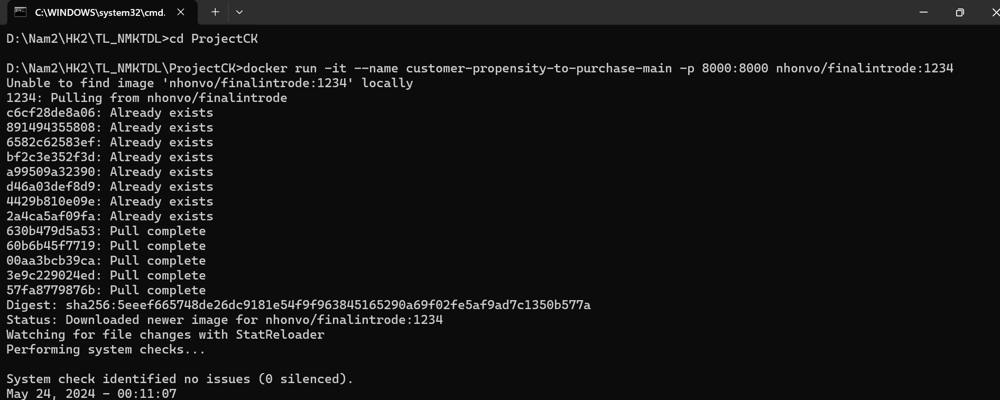 C:\WINDOWS\system32\cmd.
D:\Nam2\HK2\TL_NMKTDL>cd ProjectCK
D:\Nam2\HK2\TL_NMKTDL\ProjectCK>docker run -it --name customer-propensity-to-purchase-main -p 8000:8000 nhonvo/finalintrode:1234
Unable to find image 'nhonvo/finalintrode:1234' locally
1234: Pulling from nhonvo/finalintrode
c6cf28de8a06: Already exists
891494355808: Already exists
6582c62583ef: Already exists
bf2c3e352f3d: Already exists
a99509a32390: Already exists
d46a03def8d9: Already exists
4429b810e09e: Already exists
2a4ca5af09fa: Already exists
630b479d5a53: Pull complete
60b6b45f7719: Pull complete
00aa3bcb39ca: Pull complete
3e9c229024ed: Pull complete
57fa8779876b: Pull complete
Digest: sha256:5eeef665748de26dc9181e54f9f963845165290a69f02fe5af9ad7c1350b577a
Status: Downloaded newer image for nhonvo/finalintrode:1234
Watching for file changes with StatReloader
Performing system checks...
System check identified no issues (0 silenced).
May 24, 2024 - 00:11:07